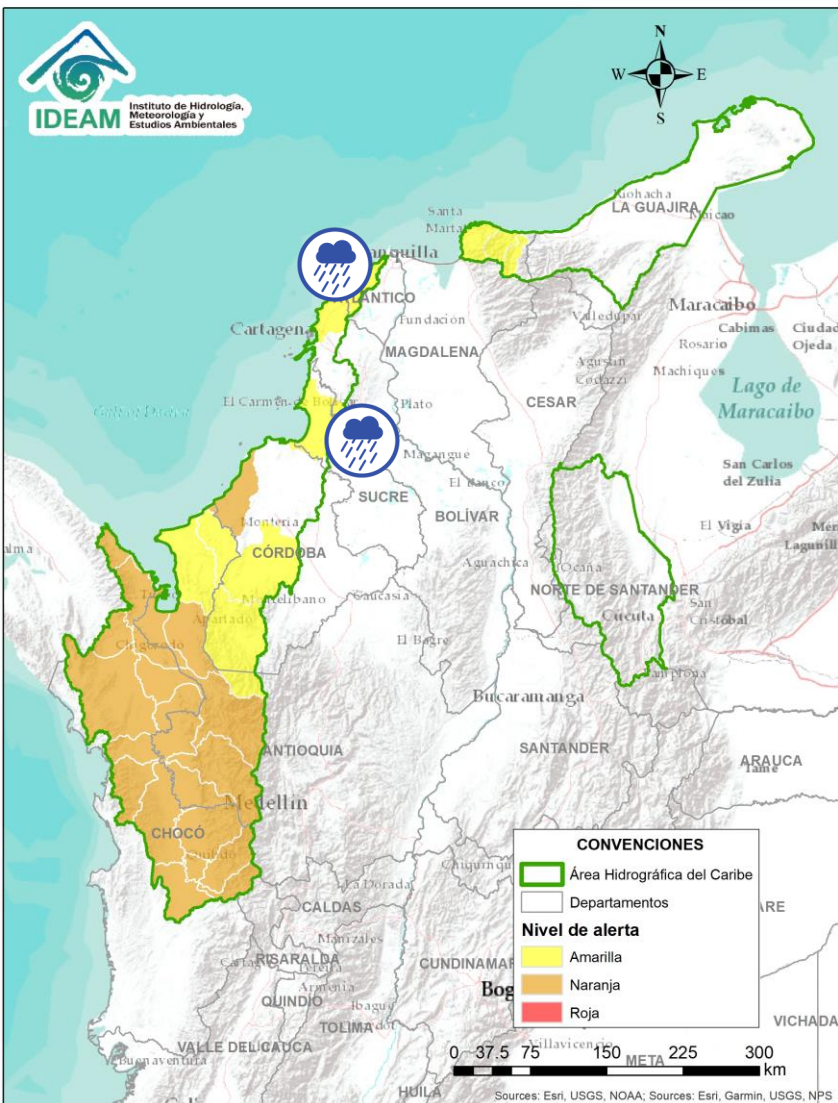 IDEAM
Instituto de Hidrología,
Meteorología y
Estudios Ambientales
N
W E
S
Riohacha
LA GUAJIRA
Maicao
Santa
Marta
Cartagena
Fundación
Valledupar
Maracaibo
Cabimas
Ciudad
Ojeda
Rosario
Machiques
MAGDALENA
Agustín
Codazzi
CESAR
Lago de
Maracaibo
El Carmen de Bolívar
Plato
Magangué
San Carlos
del Zulia
SUCRE
El Banco
BOLÍVAR
El Vigía
Montería
CÓRDOBA
Aguachica
Ocaña
NORTE DE SANTANDER
Montelíbano
Caucasia
San
Cristóbal
Turbo
Apartadó
Cúcuta
Chigorodó
El Bagre
Bucaramanga
Pamplona
ANTIOQUIA
SANTANDER
ARAUCA
Tame
Medellín
CHOCÓ
Quibdó
La Dorada
CALDAS
Manizales
RISARALDA
Pereira
Armenia
QUINDÍO
Ibagué
TOLIMA
Bog
VICHADA
VALLE DEL CAUCA
Villavicencio
META
Buenaventura
HUILA
CONVENCIONES
Área Hidrográfica del Caribe
Departamentos
Nivel de alerta
Amarilla
Naranja
Roja
0 37.5 75 150 225 300
km
Sources: Esri, USGS, NOAA; Sources: Esri, Garmin, USGS, NPS